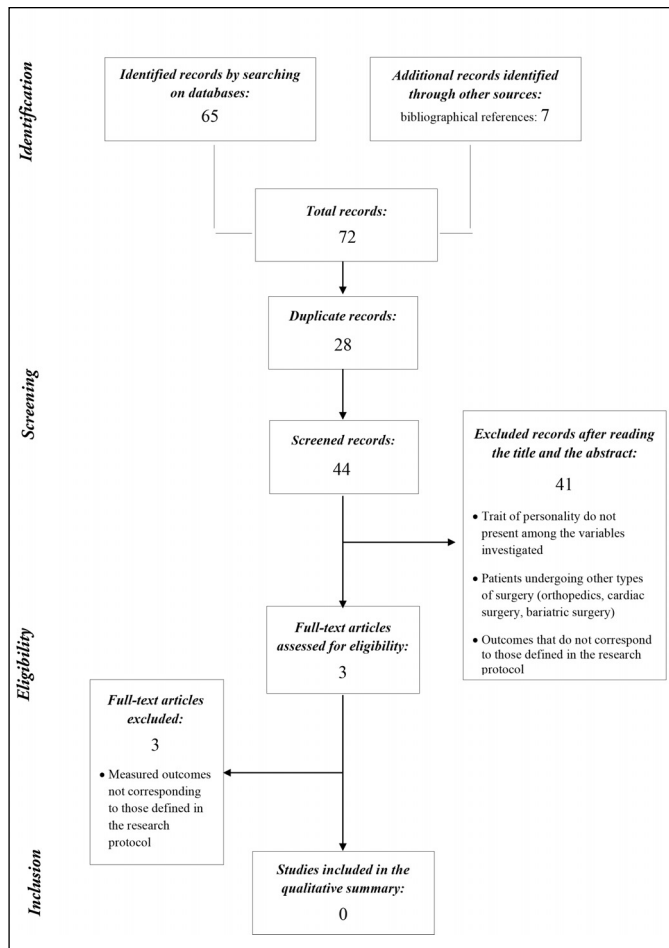 Identification
Identified records by searching
on databases:
65
Additional records identified
through other sources:
bibliographical references: 7
Total records:
72
Screening
Duplicate records:
28
Screened records:
44
Excluded records after reading
the title and the abstract:
41
• Trait of personality do not
present among the variables
investigated
• Patients undergoing other types
of surgery (orthopedics, cardiac
surgery, bariatric surgery)
• Outcomes that do not correspond
to those defined in the research
protocol
Eligibility
Full-text articles
assessed for eligibility:
3
Full-text articles
excluded:
3
• Measured outcomes
not corresponding
to those defined in
the research
protocol
Inclusion
Studies included in the
qualitative summary:
0